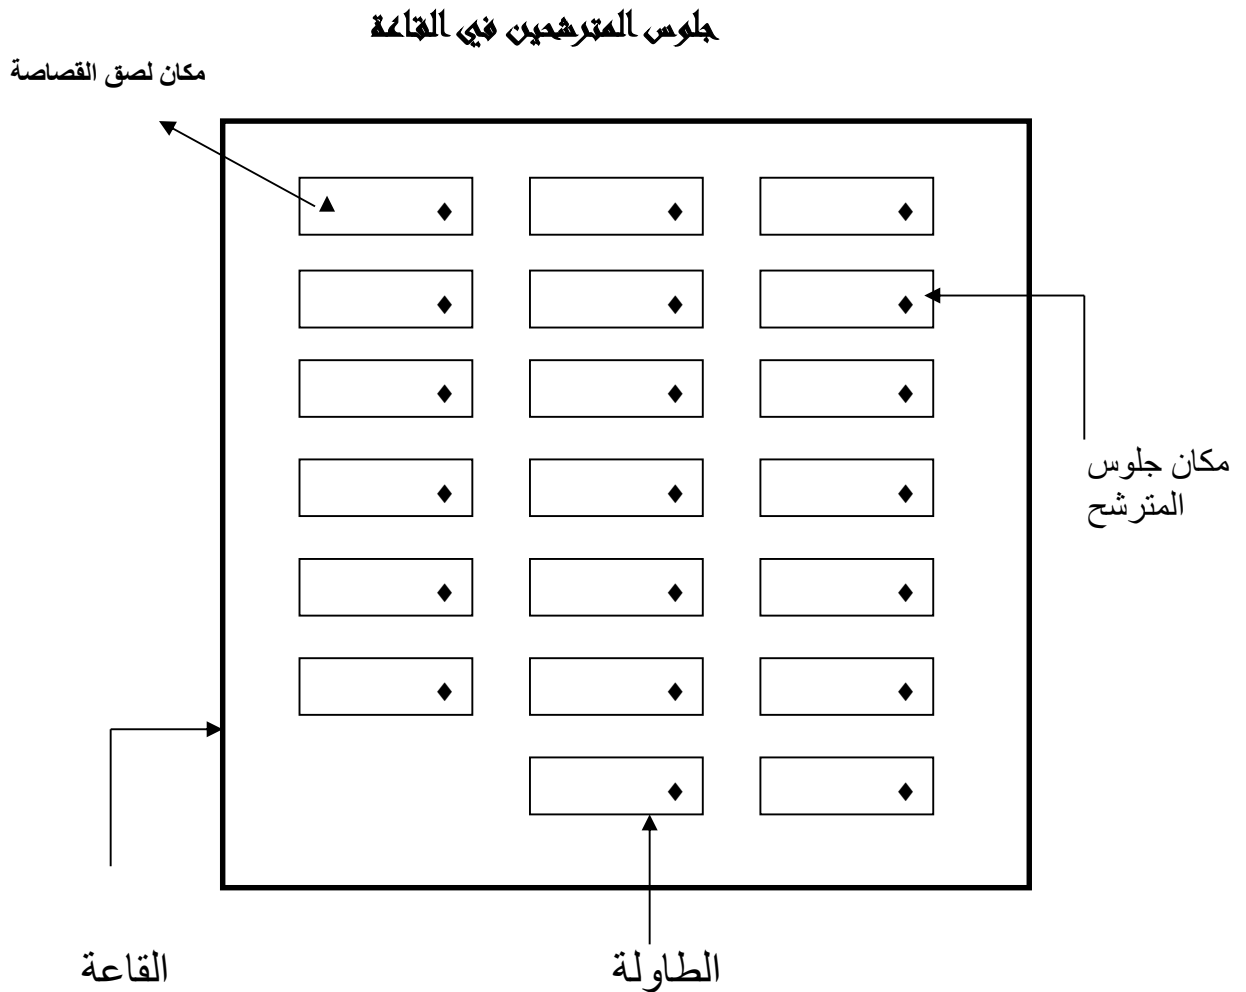 جلوس المترشحين في القاعة
مكان لصق القصاصة
مكان جلوس
المترشح
القاعة
الطاولة